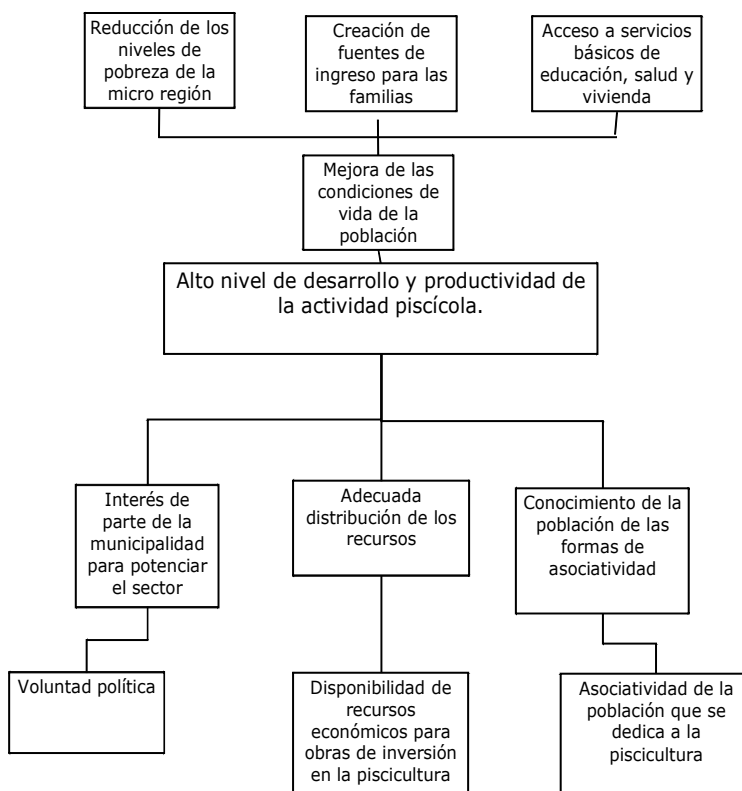 Reducción de los
niveles de
pobreza de la
micro región
Creación de
fuentes de
ingreso para las
familias
Acceso a servicios
básicos de
educación, salud y
vivienda
Mejora de las
condiciones de
vida de la
población
Alto nivel de desarrollo y productividad de
la actividad piscícola.
Interés de
parte de la
municipalidad
para potenciar
el sector
Adecuada
distribución de los
recursos
Conocimiento de la
población de las
formas de
asociatividad
Voluntad política
Disponibilidad de
recursos
económicos para
obras de inversión
en la piscicultura
Asociatividad de la
población que se
dedica a la
piscicultura